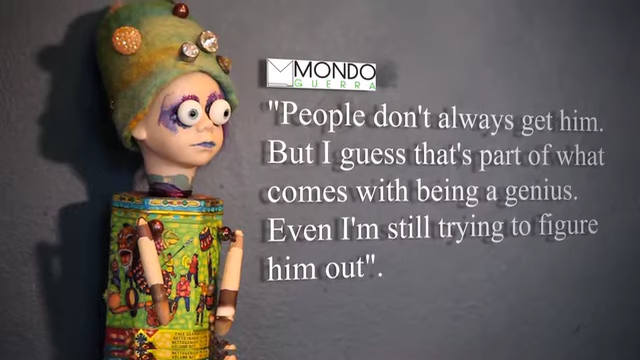 MONDO
GUERRA
"People don't always get him.
But I guess that's part of what
comes with being a genius.
Even I'm still trying to figure
him out".